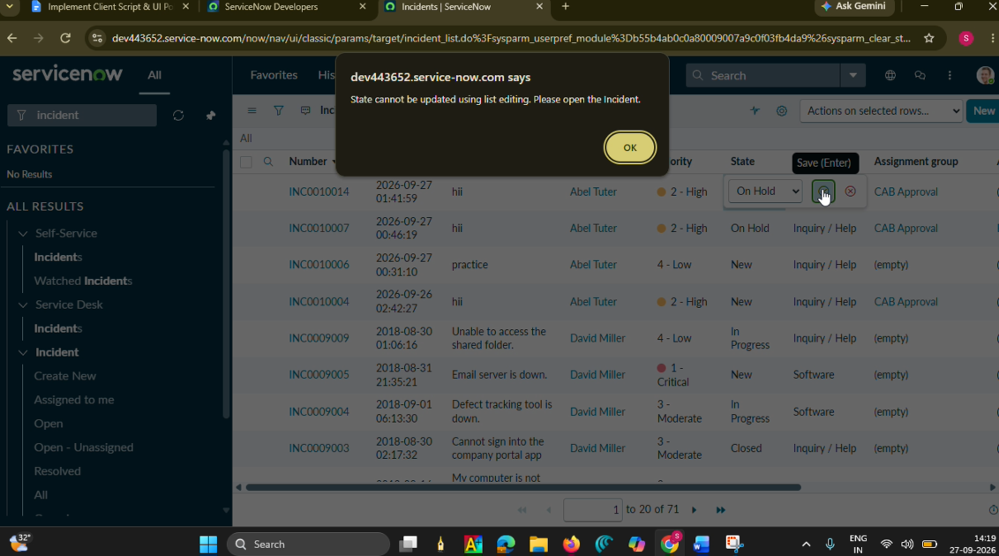 Implement Client Script & UI Po
ServiceNow Developers
Incidents | ServiceNow
Ask Gemini
dev443652.service-now.com/now/nav/ui/classic/params/target/incident_list.do%3Fsysparm_userpref_module%3Db55b4ab0c0a80009007a9c0f03fb4da9%26sysparm_clear_st...
S
servicenow
All
Favorites
His
dev443652.service-now.com says
State cannot be updated using list editing. Please open the Incident.
OK
Search
incident
Inc
Actions on selected rows...
New
FAVORITES
No Results
ALL RESULTS
Self-Service
Incidents
Watched Incidents
Service Desk
Incidents
Incident
Create New
Assigned to me
Open
Open - Unassigned
Resolved
All
All
Number
ority
State
Save (Enter)
Assignment group
INC0010014 2026-09-27 01:41:59 hii Abel Tuter 2 - High On Hold CAB Approval
INC0010007 2026-09-27 00:46:19 hii Abel Tuter 2 - High On Hold Inquiry / Help CAB Approval
INC0010006 2026-09-27 00:31:10 practice Abel Tuter 4 - Low New Inquiry / Help (empty)
INC0010004 2026-09-26 02:42:27 hii Abel Tuter 2 - High New Inquiry / Help CAB Approval
INC0009009 2018-08-30 01:06:16 Unable to access the shared folder. David Miller 4 - Low In Progress Inquiry / Help (empty)
INC0009005 2018-08-31 21:35:21 Email server is down. David Miller 1 - Critical New Software (empty)
INC0009004 2018-09-01 06:13:30 Defect tracking tool is down. David Miller 3 - Moderate In Progress Software (empty)
INC0009003 2018-08-30 02:17:32 Cannot sign into the company portal app David Miller 3 - Moderate Closed Inquiry / Help (empty)
My computer is not
1 to 20 of 71
32°
Search
S
ENG
IN
14:19
27-09-2026